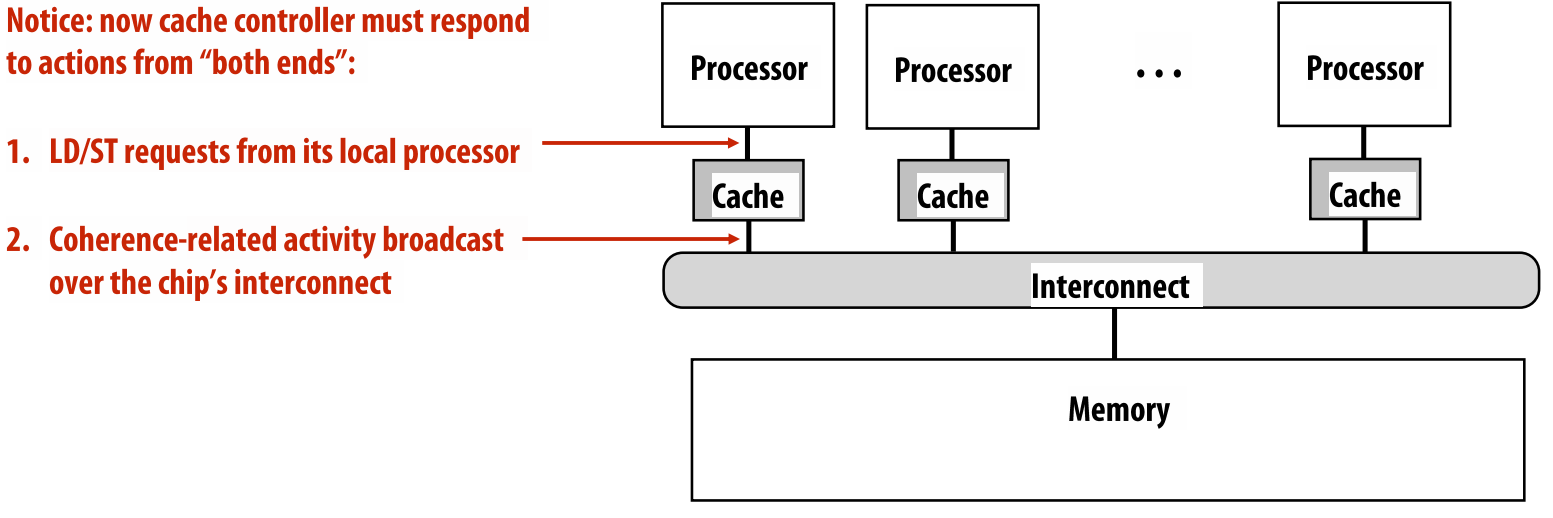 Notice: now cache controller must respond
to actions from “both ends”:
1. LD/ST requests from its local processor
2. Coherence-related activity broadcast
over the chip’s interconnect
Processor
Processor
...
Processor
Cache
Cache
Cache
Interconnect
Memory